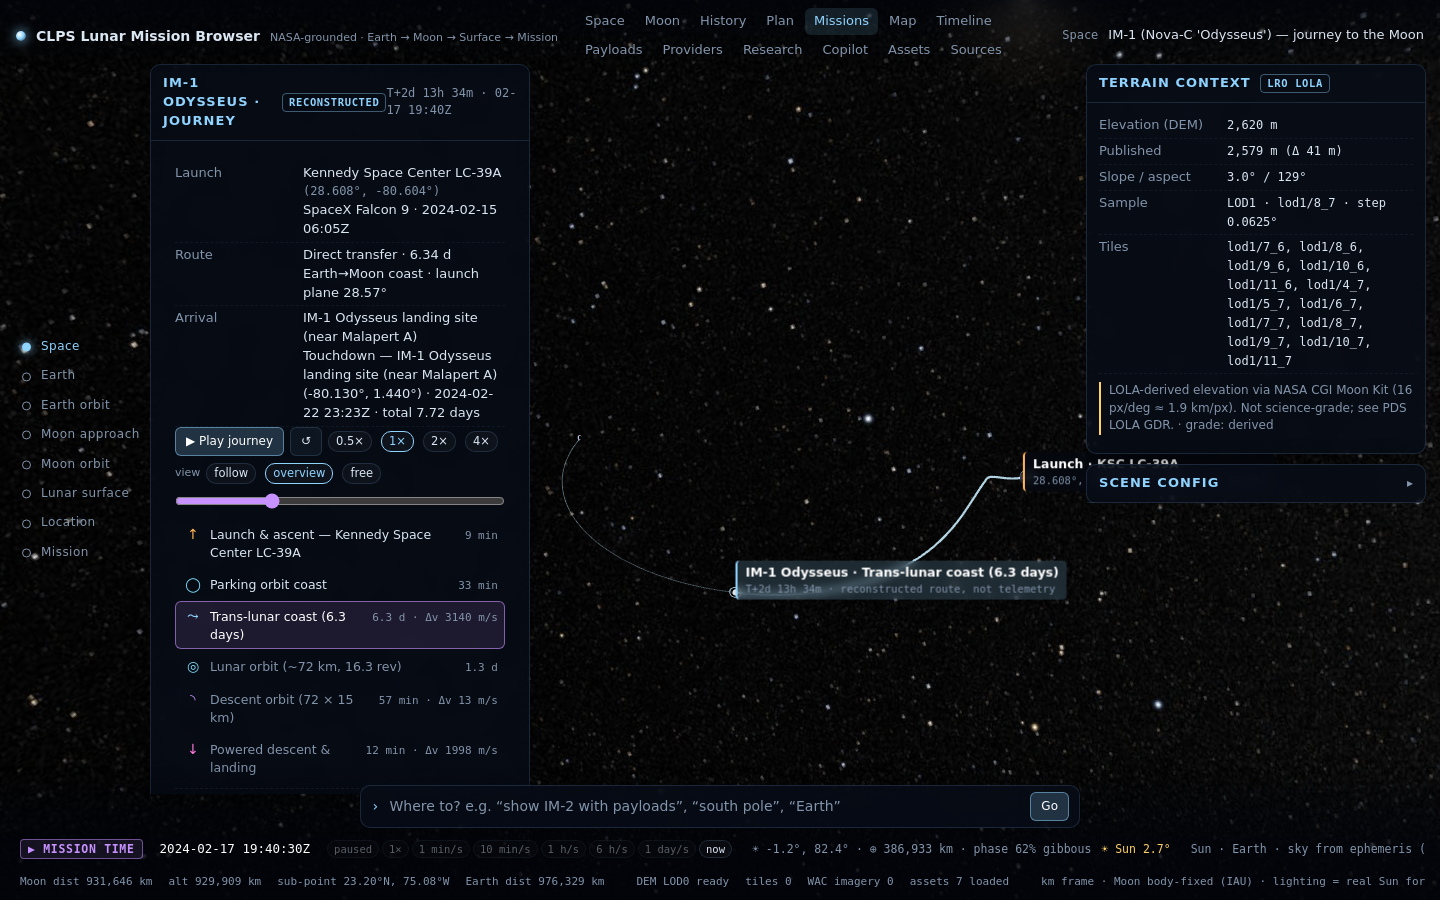 CLPS Lunar Mission Browser NASA-grounded · Earth → Moon → Surface → Mission
Space Moon History Plan Missions Map Timeline
Payloads Providers Research Copilot Assets Sources
Space IM-1 (Nova-C 'Odysseus') — journey to the Moon
Space
Earth
Earth orbit
Moon approach
Moon orbit
Lunar surface
Location
Mission
IM-1
ODYSSEUS ·
JOURNEY
RECONSTRUCTED
T+2d 13h 34m · 02-
17 19:40Z
Launch Kennedy Space Center LC-39A
(28.608°, -80.604°)
SpaceX Falcon 9 · 2024-02-15
06:05Z
Route Direct transfer · 6.34 d
Earth→Moon coast · launch
plane 28.57°
Arrival IM-1 Odysseus landing site
(near Malapert A)
Touchdown — IM-1 Odysseus
landing site (near Malapert A)
(-80.130°, 1.440°) · 2024-02-
22 23:23Z · total 7.72 days
▶ Play journey ↺ 0.5× 1× 2× 4×
view follow overview free
↑ Launch & ascent — Kennedy Space 9 min
Center LC-39A
◯ Parking orbit coast 33 min
⤳ Trans-lunar coast (6.3 6.3 d · Δv 3140 m/s
days)
◎ Lunar orbit (~72 km, 16.3 rev) 1.3 d
◝ Descent orbit (72 × 15 57 min · Δv 13 m/s
km)
↓ Powered descent & 12 min · Δv 1998 m/s
landing
Launch · KSC LC-39A
28.608°,
IM-1 Odysseus · Trans-lunar coast (6.3 days)
T+2d 13h 34m · reconstructed route, not telemetry
TERRAIN CONTEXT LRO LOLA
Elevation (DEM) 2,620 m
Published 2,579 m (Δ 41 m)
Slope / aspect 3.0° / 129°
Sample LOD1 · lod1/8_7 · step
0.0625°
Tiles lod1/7_6, lod1/8_6,
lod1/9_6, lod1/10_6,
lod1/11_6, lod1/4_7,
lod1/5_7, lod1/6_7,
lod1/7_7, lod1/8_7,
lod1/9_7, lod1/10_7,
lod1/11_7
LOLA-derived elevation via NASA CGI Moon Kit (16
px/deg ≈ 1.9 km/px). Not science-grade; see PDS
LOLA GDR. · grade: derived
SCENE CONFIG ▸
› Where to? e.g. “show IM-2 with payloads”, “south pole”, “Earth” Go
▶ MISSION TIME 2024-02-17 19:40:30Z paused 1× 1 min/s 10 min/s 1 h/s 6 h/s 1 day/s now ☀ -1.2°, 82.4° · ⊕ 386,933 km · phase 62% gibbous ☀ Sun 2.7° Sun · Earth · sky from ephemeris (
Moon dist 931,646 km alt 929,909 km sub-point 23.20°N, 75.08°W Earth dist 976,329 km DEM LOD0 ready tiles 0 WAC imagery 0 assets 7 loaded km frame · Moon body-fixed (IAU) · lighting = real Sun for